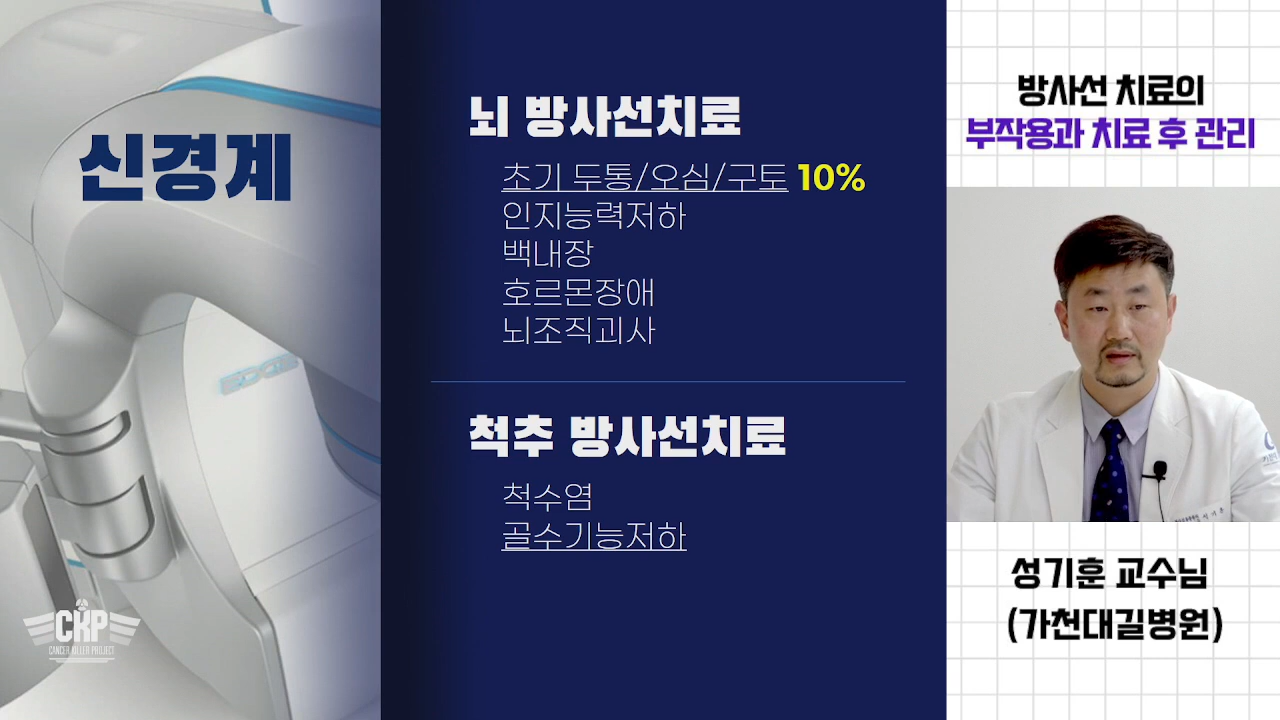 신경계
뇌 방사선치료
초기 두통/오심/구토 10%
인지능력저하
백내장
호르몬장애
뇌조직괴사
척추 방사선치료
척수염
골수기능저하
방사선 치료의
부작용과 치료 후 관리
성기훈 교수님
(가천대길병원)
EDGE
CKP
CANCER KILLER PROJECT